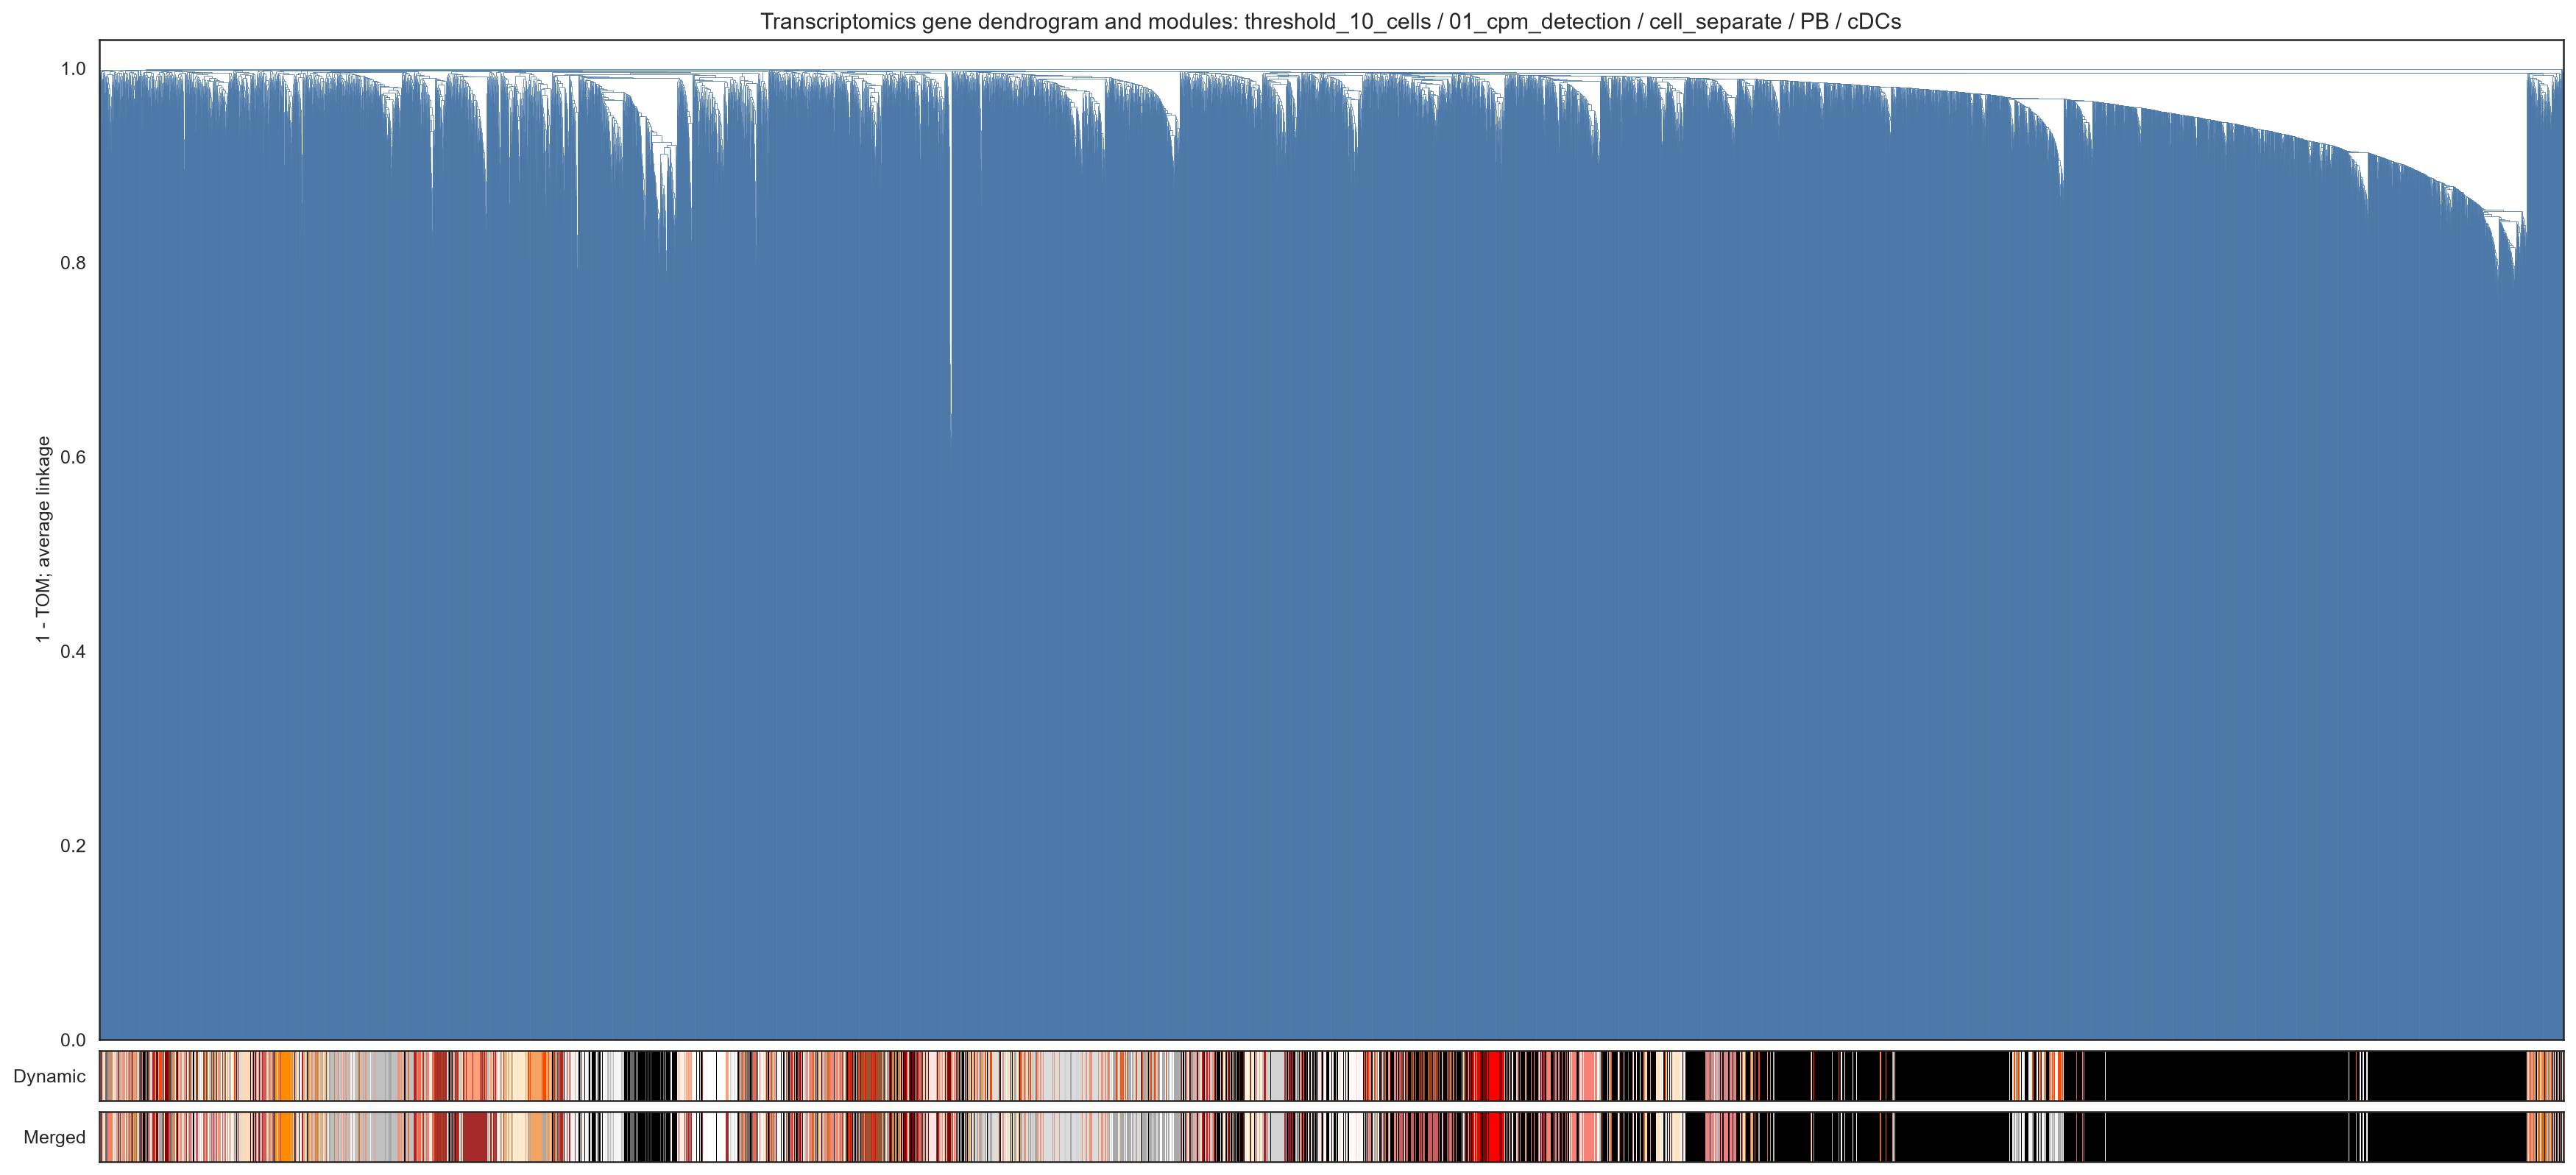 Transcriptomics gene dendrogram and modules: threshold_10_cells / 01_cpm_detection / cell_separate / PB / cDCs
1.0
0.8
0.6
0.4
0.2
0.0
1 - TOM; average linkage
Dynamic
Merged